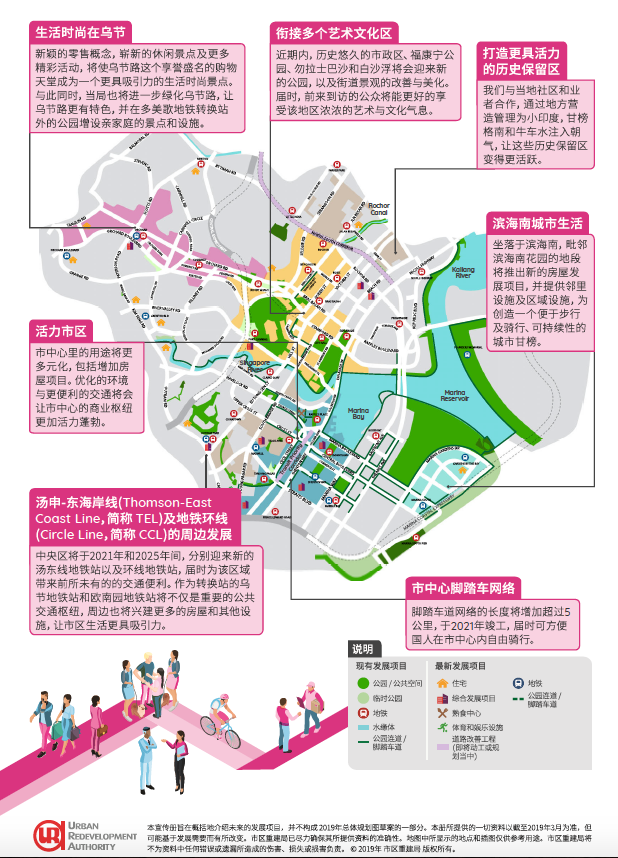 生活时尚在乌节
新颖的零售概念，崭新的休闲景点及更多
精彩活动，将使乌节路这个享誉盛名的购物
天堂成为一个更具吸引力的生活时尚景点。
与此同时，当局也将进一步绿化乌节路，让
乌节路更有特色，并在多美歌地铁转换站
外的公园增设亲家庭的景点和设施。
衔接多个艺术文化区
近期内，历史悠久的市政区、福康宁公
园、勿拉士巴沙和白沙浮将会迎来新
的公园，以及街道景观的改善与美化。
届时，前来到访的公众将能更好的享
受该地区浓浓的艺术与文化气息。
打造更具活力
的历史保留区
我们与当地社区和业
者合作，通过地方营
造管理为小印度，甘榜
格南和牛车水注入朝
气，让这些历史保留区
变得更活跃。
滨海南城市生活
坐落于滨海南，毗邻
滨海南花园的地段
将推出新的房屋发
展项目，并提供邻里
设施及区域设施，为
创造一个便于步行
及骑行、可持续性的
城市甘榜。
活力市区
市中心里的用途将更
多元化，包括增加房
屋项目。优化的环境
与更便利的交通将会
让市中心的商业枢纽
更加活力蓬勃。
Rochor
Canal
Kallang
River
Singapore
River
Marina
Bay
Marina
Reservoir
汤申-东海岸线(Thomson-East
Coast Line，简称 TEL)及地铁环线
(Circle Line，简称 CCL)的周边发展
中央区将于2021年和2025年间，分别迎来新的
汤东线地铁站以及环线地铁站，届时为该区域
带来前所未有的的交通便利。作为转换站的乌
节地铁站和欧南园地铁站将不仅是重要的公共
交通枢纽，周边也将兴建更多的房屋和其他设
施，让市区生活更具吸引力。
市中心脚踏车网络
脚踏车道网络的长度将增加超过5
公里，于2021年竣工，届时可方便
国人在市中心内自由骑行。
说明
现有发展项目
公园/公共空间
临时公园
地铁
水缘体
公园连道/
脚踏车道
最新发展项目
住宅
综合发展项目
熟食中心
体育和娱乐设施
道路改善工程
(即将动工或规
划当中)
地铁
公园连道/
脚踏车道
URBAN
REDEVELOPMENT
AUTHORITY
本宣传册旨在概括地介绍未来的发展项目，并不构成2019年总体规划图草案的一部分。本册所提供的一切资料以截至2019年3月为准，但
可能基于发展需要而有所改变。市区重建局已尽力确保其所提供资料的准确性。地图中所显示的地点和插图仅供参考用途。市区重建局将
不为资料中任何错误或遗漏所造成的伤害、损失或损害负责。 © 2019年 市区重建局 版权所有。